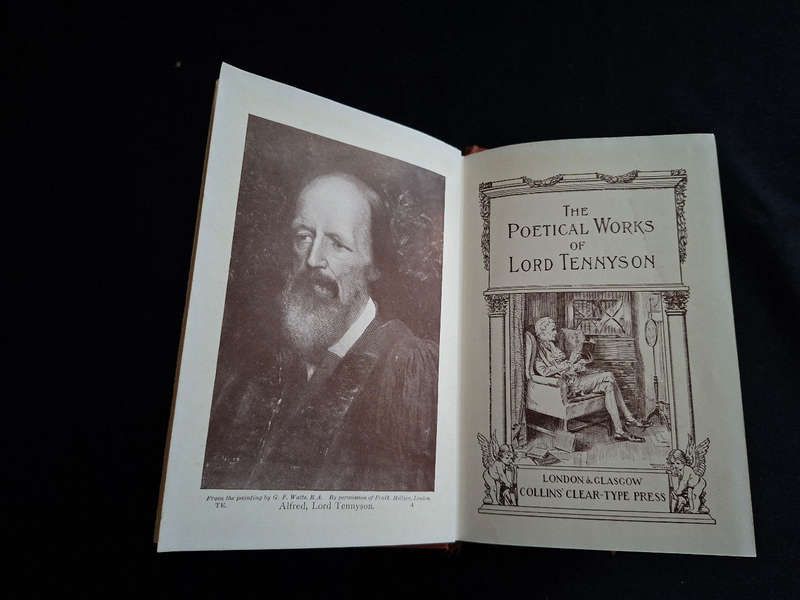 From the painting by G. F. Watts, R.A. By permission of Fredk. Hollyer, London.
TK. Alfred, Lord Tennyson. A
THE
POETICAL WORKS
OF
LORD TENNYSON
LONDON & GLASGOW
COLLINS' CLEAR-TYPE PRESS